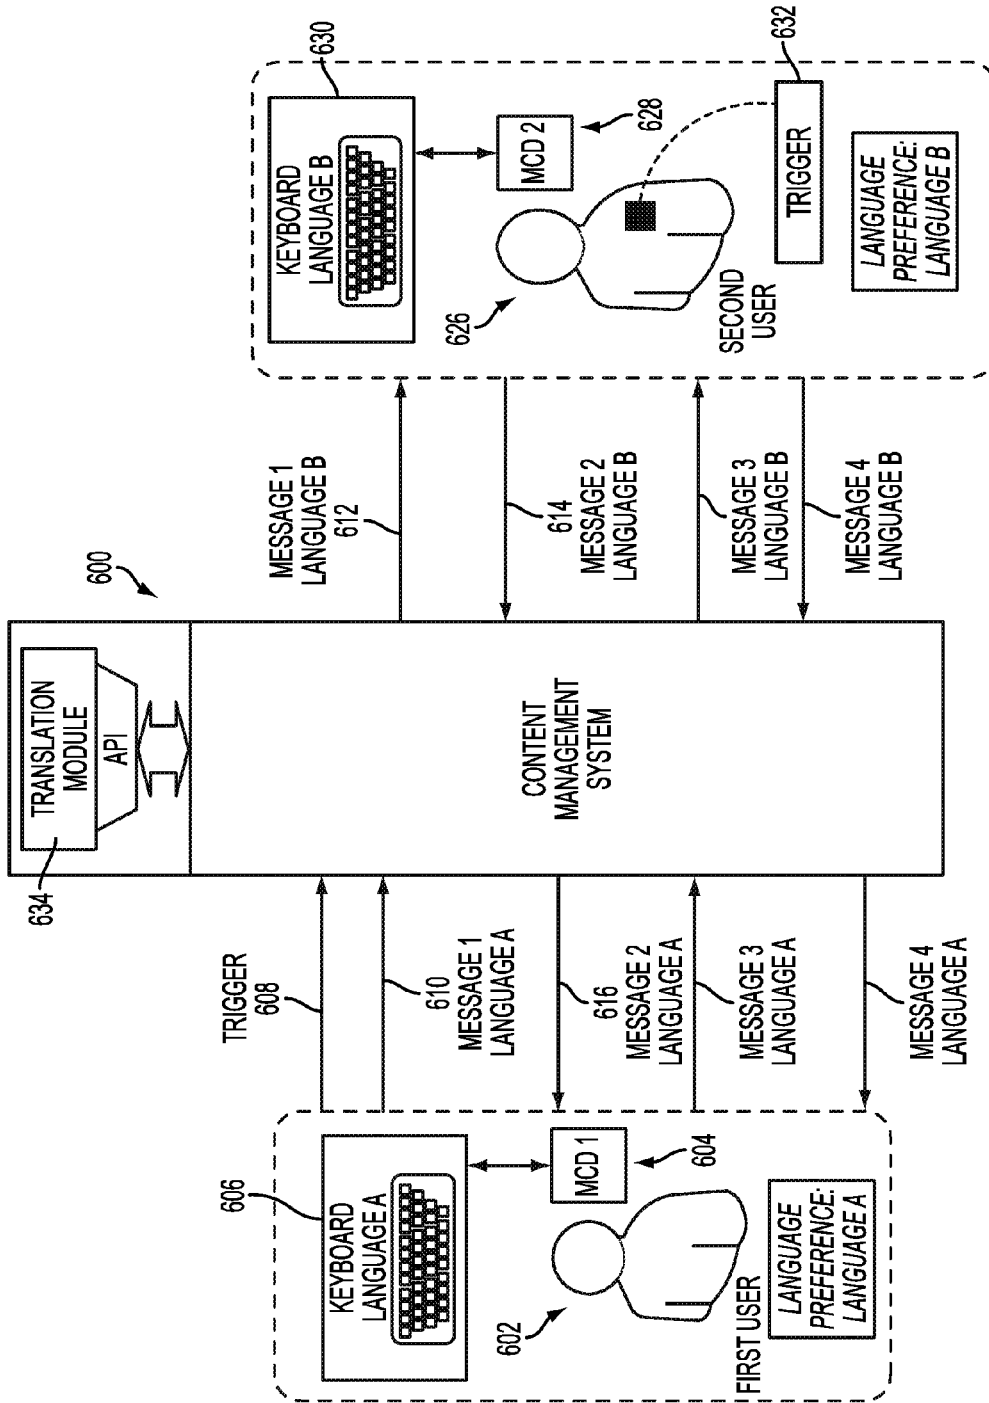 600
634
TRANSLATION
MODULE
API
CONTENT
MANAGEMENT
SYSTEM
606
KEYBOARD
LANGUAGE A
MCD 1
604
602
FIRST USER
LANGUAGE
PREFERENCE:
LANGUAGE A
TRIGGER
608
610
MESSAGE 1
LANGUAGE A
616
MESSAGE 2
LANGUAGE A
MESSAGE 3
LANGUAGE A
MESSAGE 4
LANGUAGE A
MESSAGE 1
LANGUAGE B
612
614
MESSAGE 2
LANGUAGE B
MESSAGE 3
LANGUAGE B
MESSAGE 4
LANGUAGE B
630
KEYBOARD
LANGUAGE B
MCD 2
628
626
SECOND
USER
632
TRIGGER
LANGUAGE
PREFERENCE:
LANGUAGE B